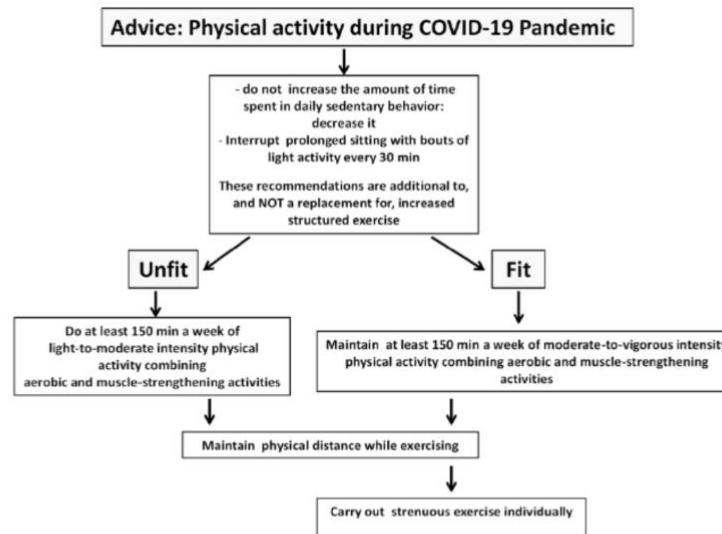 Advice: Physical activity during COVID-19 Pandemic
- do not increase the amount of time
spent in daily sedentary behavior:
decrease it
- Interrupt prolonged sitting with bouts of
light activity every 30 min
These recommendations are additional to,
and NOT a replacement for, increased
structured exercise
Unfit
Fit
Do at least 150 min a week of
light-to-moderate intensity physical
activity combining
aerobic and muscle-strengthening activities
Maintain at least 150 min a week of moderate-to-vigorous intensity
physical activity combining aerobic and muscle-strengthening
activities
Maintain physical distance while exercising
Carry out strenuous exercise individually